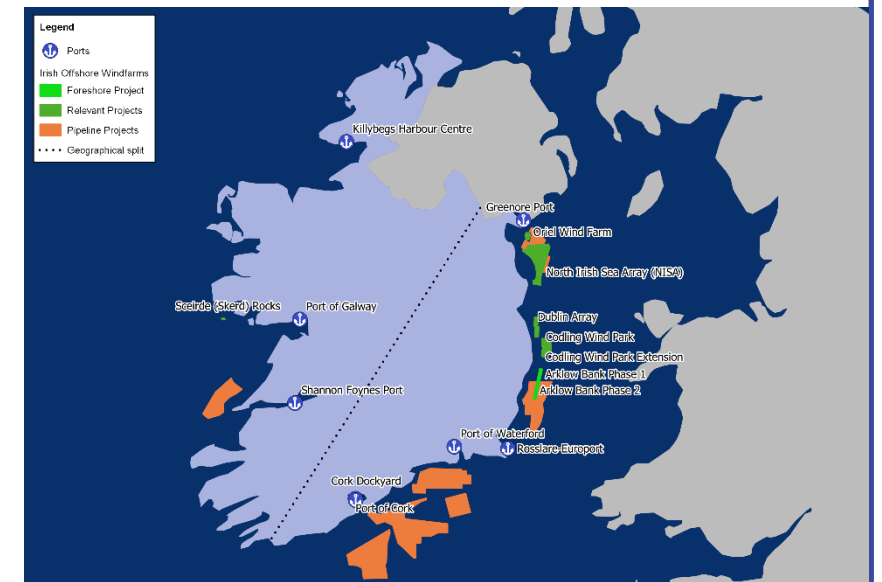 Legend
Ports
Irish Offshore Windfarms
Foreshore Project
Relevant Projects
Pipeline Projects
Geographical split
Killybegs Harbour Centre
Greenore Port
Oriel Wind Farm
North Irish Sea Array (NISA)
Sceirde (Skerd) Rocks
Port of Galway
Dublin Array
Codling Wind Park
Codling Wind Park Extension
Arklow Bank Phase 1
Arklow Bank Phase 2
Shannon Foynes Port
Port of Waterford
Rosslare-Europort
Cork Dockyard
Port of Cork